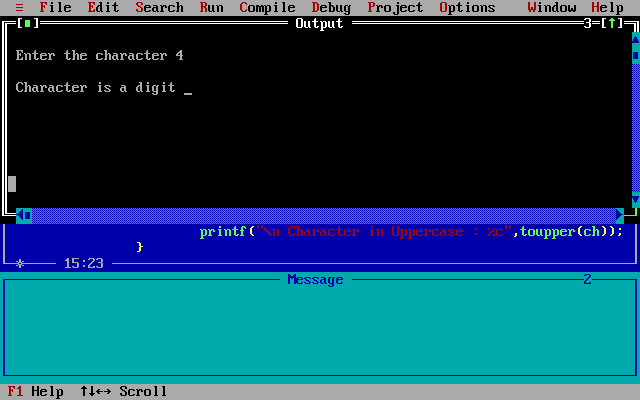 ≡ File Edit Search Run Compile Debug Project Options Window Help
[■] Output 3=[↑]
Enter the character 4
Character is a digit _
printf("\n Character in Uppercase : %c",toupper(ch));
}
* 15:23
Message 2
F1 Help ↑↓←→ Scroll